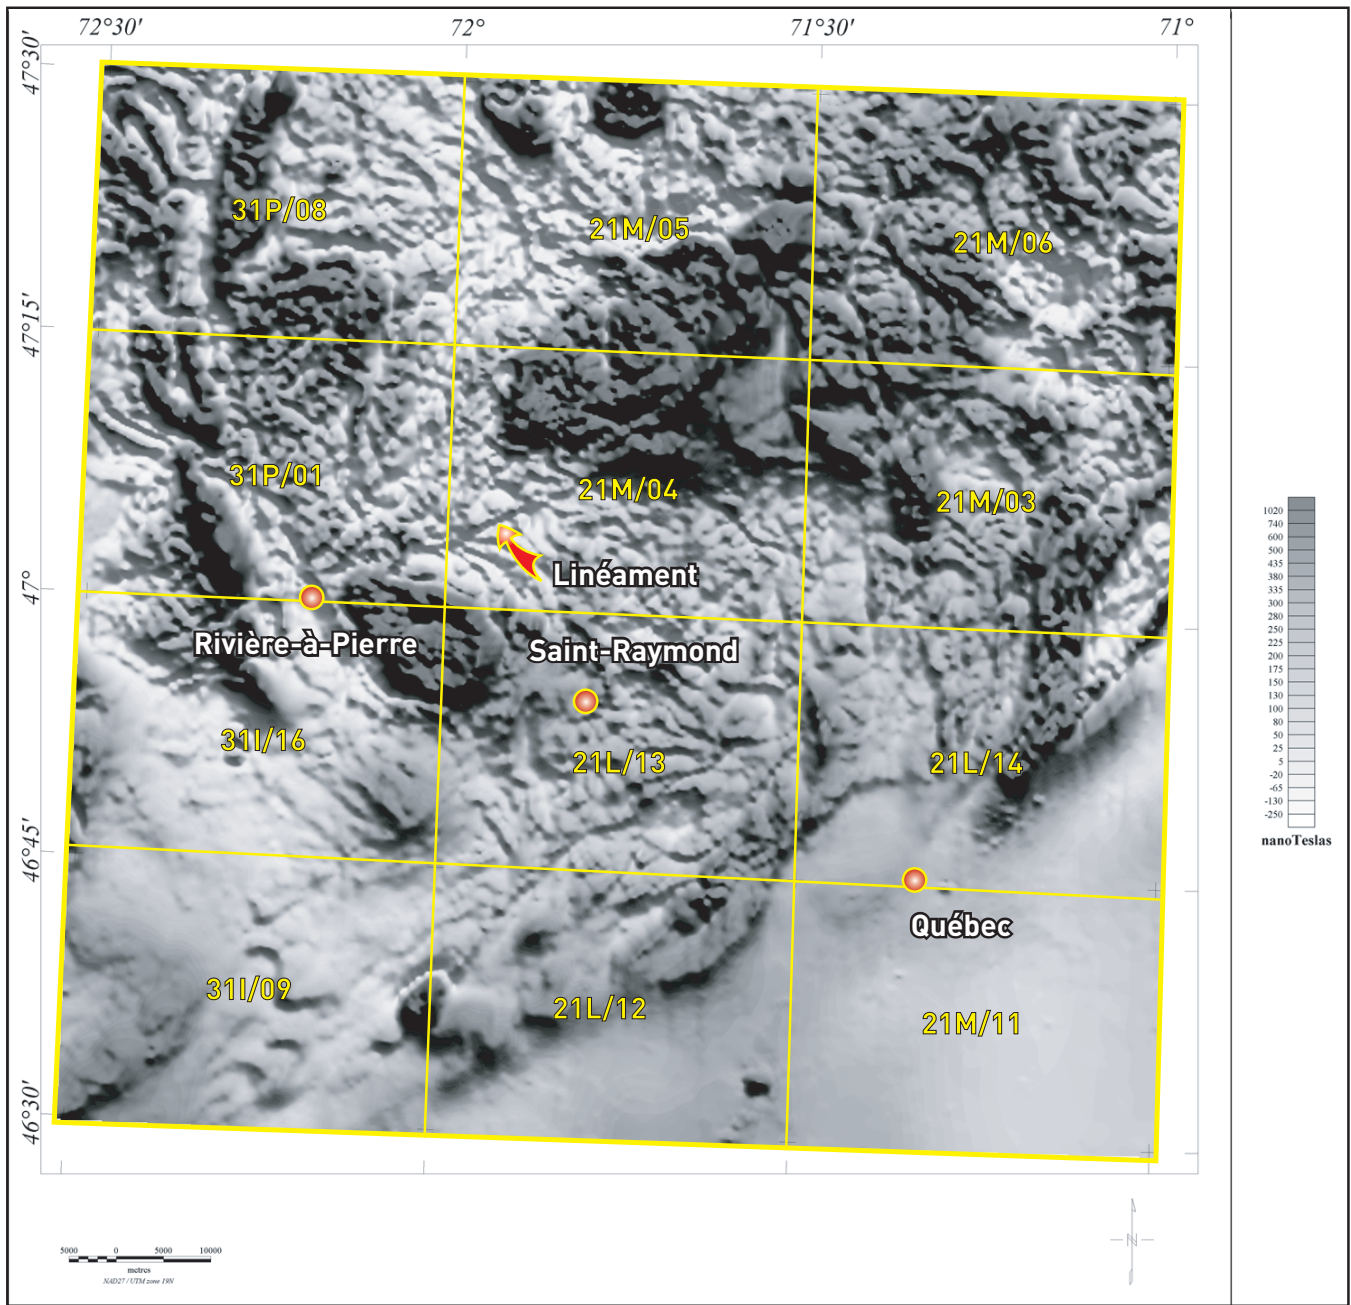 72°30'
72°
71°30'
71°
47°30'
31P/08
21M/05
21M/06
47°15'
31P/01
21M/04
21M/03
Linéament
47°
Rivière-à-Pierre
Saint-Raymond
31I/16
21L/13
21L/14
46°45'
Québec
31I/09
21L/12
21M/11
46°30'
1020
740
600
500
435
380
335
300
280
250
225
200
175
150
130
100
80
50
25
5
-20
-65
-130
-250
nanoTeslas
5000 0 5000 10000
metres
NAD27 / UTM zone 19N
N